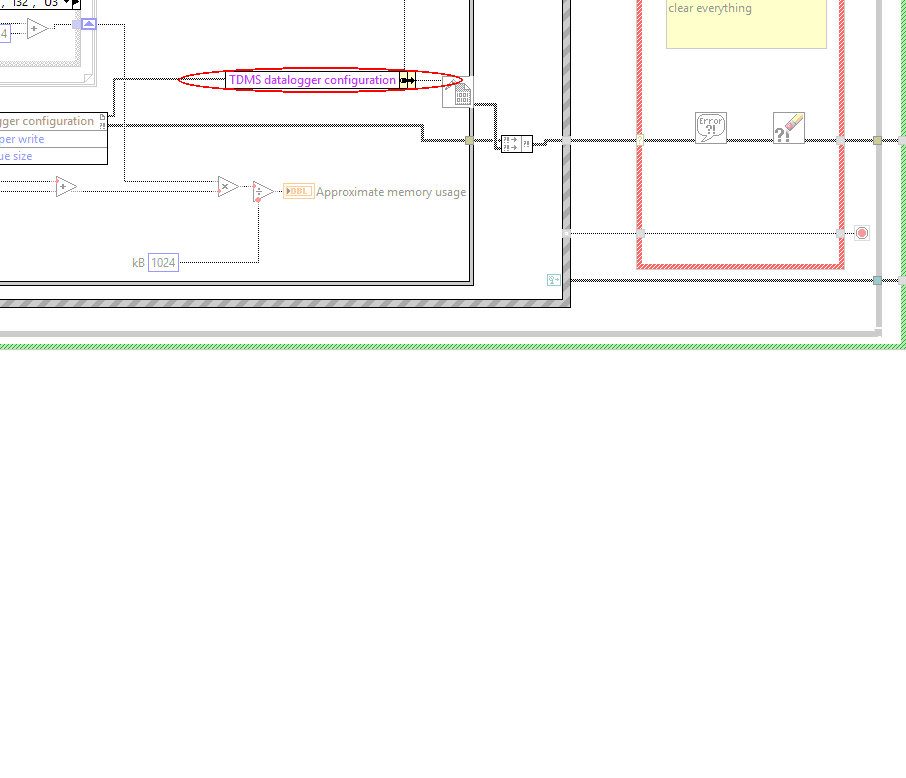 , I32 , U3
clear everything
4
TDMS datalogger configuration
gger configuration
per write
ue size
Error
?!
Approximate memory usage
DBL
kB 1024